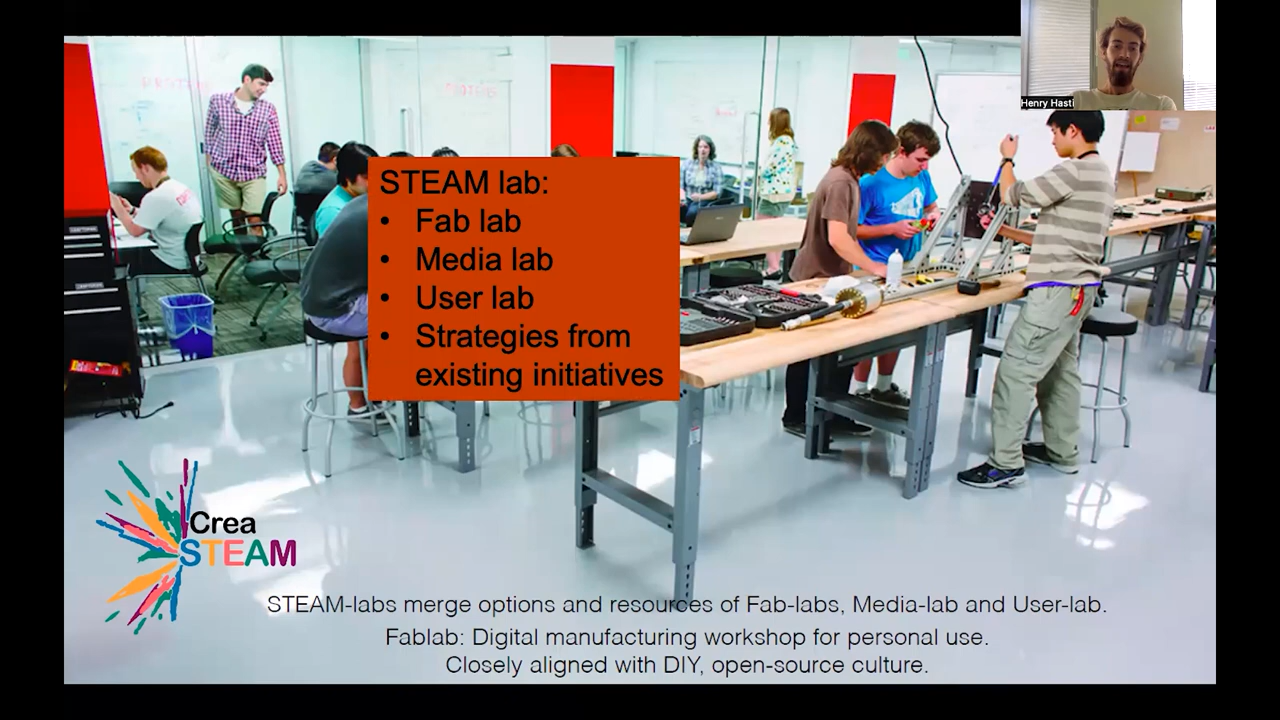 Henry Hasti
STEAM lab:
• Fab lab
• Media lab
• User lab
• Strategies from
existing initiatives
Crea
STEAM
STEAM-labs merge options and resources of Fab-labs, Media-lab and User-lab.
Fablab: Digital manufacturing workshop for personal use.
Closely aligned with DIY, open-source culture.